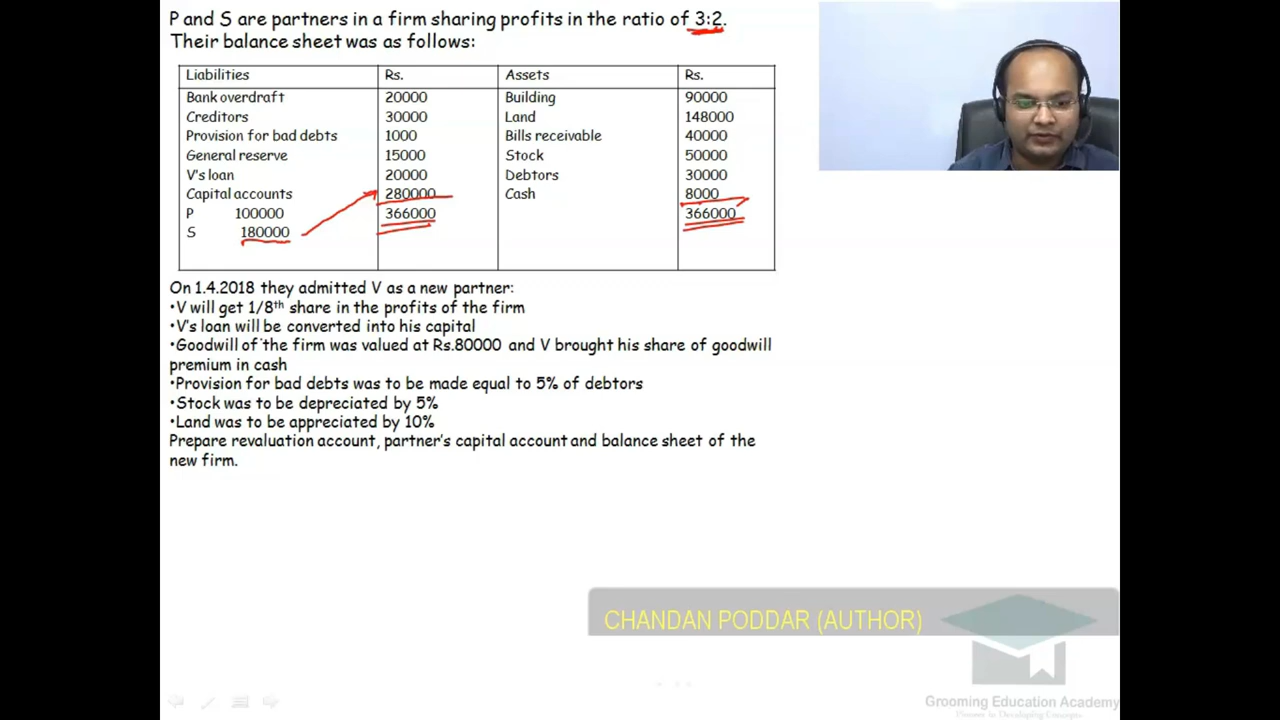 P and S are partners in a firm sharing profits in the ratio of 3:2.
Their balance sheet was as follows:
Liabilities Rs. Assets Rs.
Bank overdraft 20000 Building 90000
Creditors 30000 Land 148000
Provision for bad debts 1000 Bills receivable 40000
General reserve 15000 Stock 50000
V's loan 20000 Debtors 30000
Capital accounts 280000 Cash 8000
P 100000 366000 366000
S 180000
On 1.4.2018 they admitted V as a new partner:
•V will get 1/8th share in the profits of the firm
•V's loan will be converted into his capital
•Goodwill of the firm was valued at Rs.80000 and V brought his share of goodwill
premium in cash
•Provision for bad debts was to be made equal to 5% of debtors
•Stock was to be depreciated by 5%
•Land was to be appreciated by 10%
Prepare revaluation account, partner's capital account and balance sheet of the
new firm.
CHANDAN PODDAR (AUTHOR)
Grooming Education Academy
Pioneer in Developing Concepts